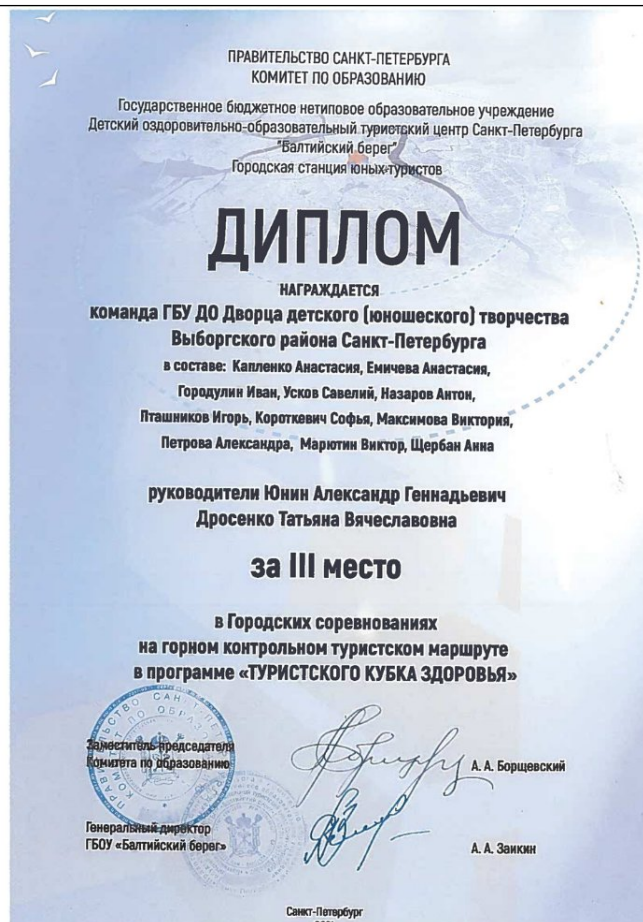 ПРАВИТЕЛЬСТВО САНКТ-ПЕТЕРБУРГА
КОМИТЕТ ПО ОБРАЗОВАНИЮ
Государственное бюджетное нетиповое образовательное учреждение
Детский оздоровительно-образовательный туристский центр Санкт-Петербурга
"Балтийский берег"
Городская станция юных туристов
ДИПЛОМ
НАГРАЖДАЕТСЯ
команда ГБУ ДО Дворца детского (юношеского) творчества
Выборгского района Санкт-Петербурга
в составе: Капленко Анастасия, Емичева Анастасия,
Городулин Иван, Усков Савелий, Назаров Антон,
Пташников Игорь, Короткевич Софья, Максимова Виктория,
Петрова Александра, Марютин Виктор, Щербан Анна
руководители Юнин Александр Геннадьевич
Дросенко Татьяна Вячеславовна
за III место
в Городских соревнованиях
на горном контрольном туристском маршруте
в программе «ТУРИСТСКОГО КУБКА ЗДОРОВЬЯ»
Заместитель председателя
Комитета по образованию
А. А. Борщевский
Генеральный директор
ГБОУ «Балтийский берег»
А. А. Заикин
Санкт-Петербург